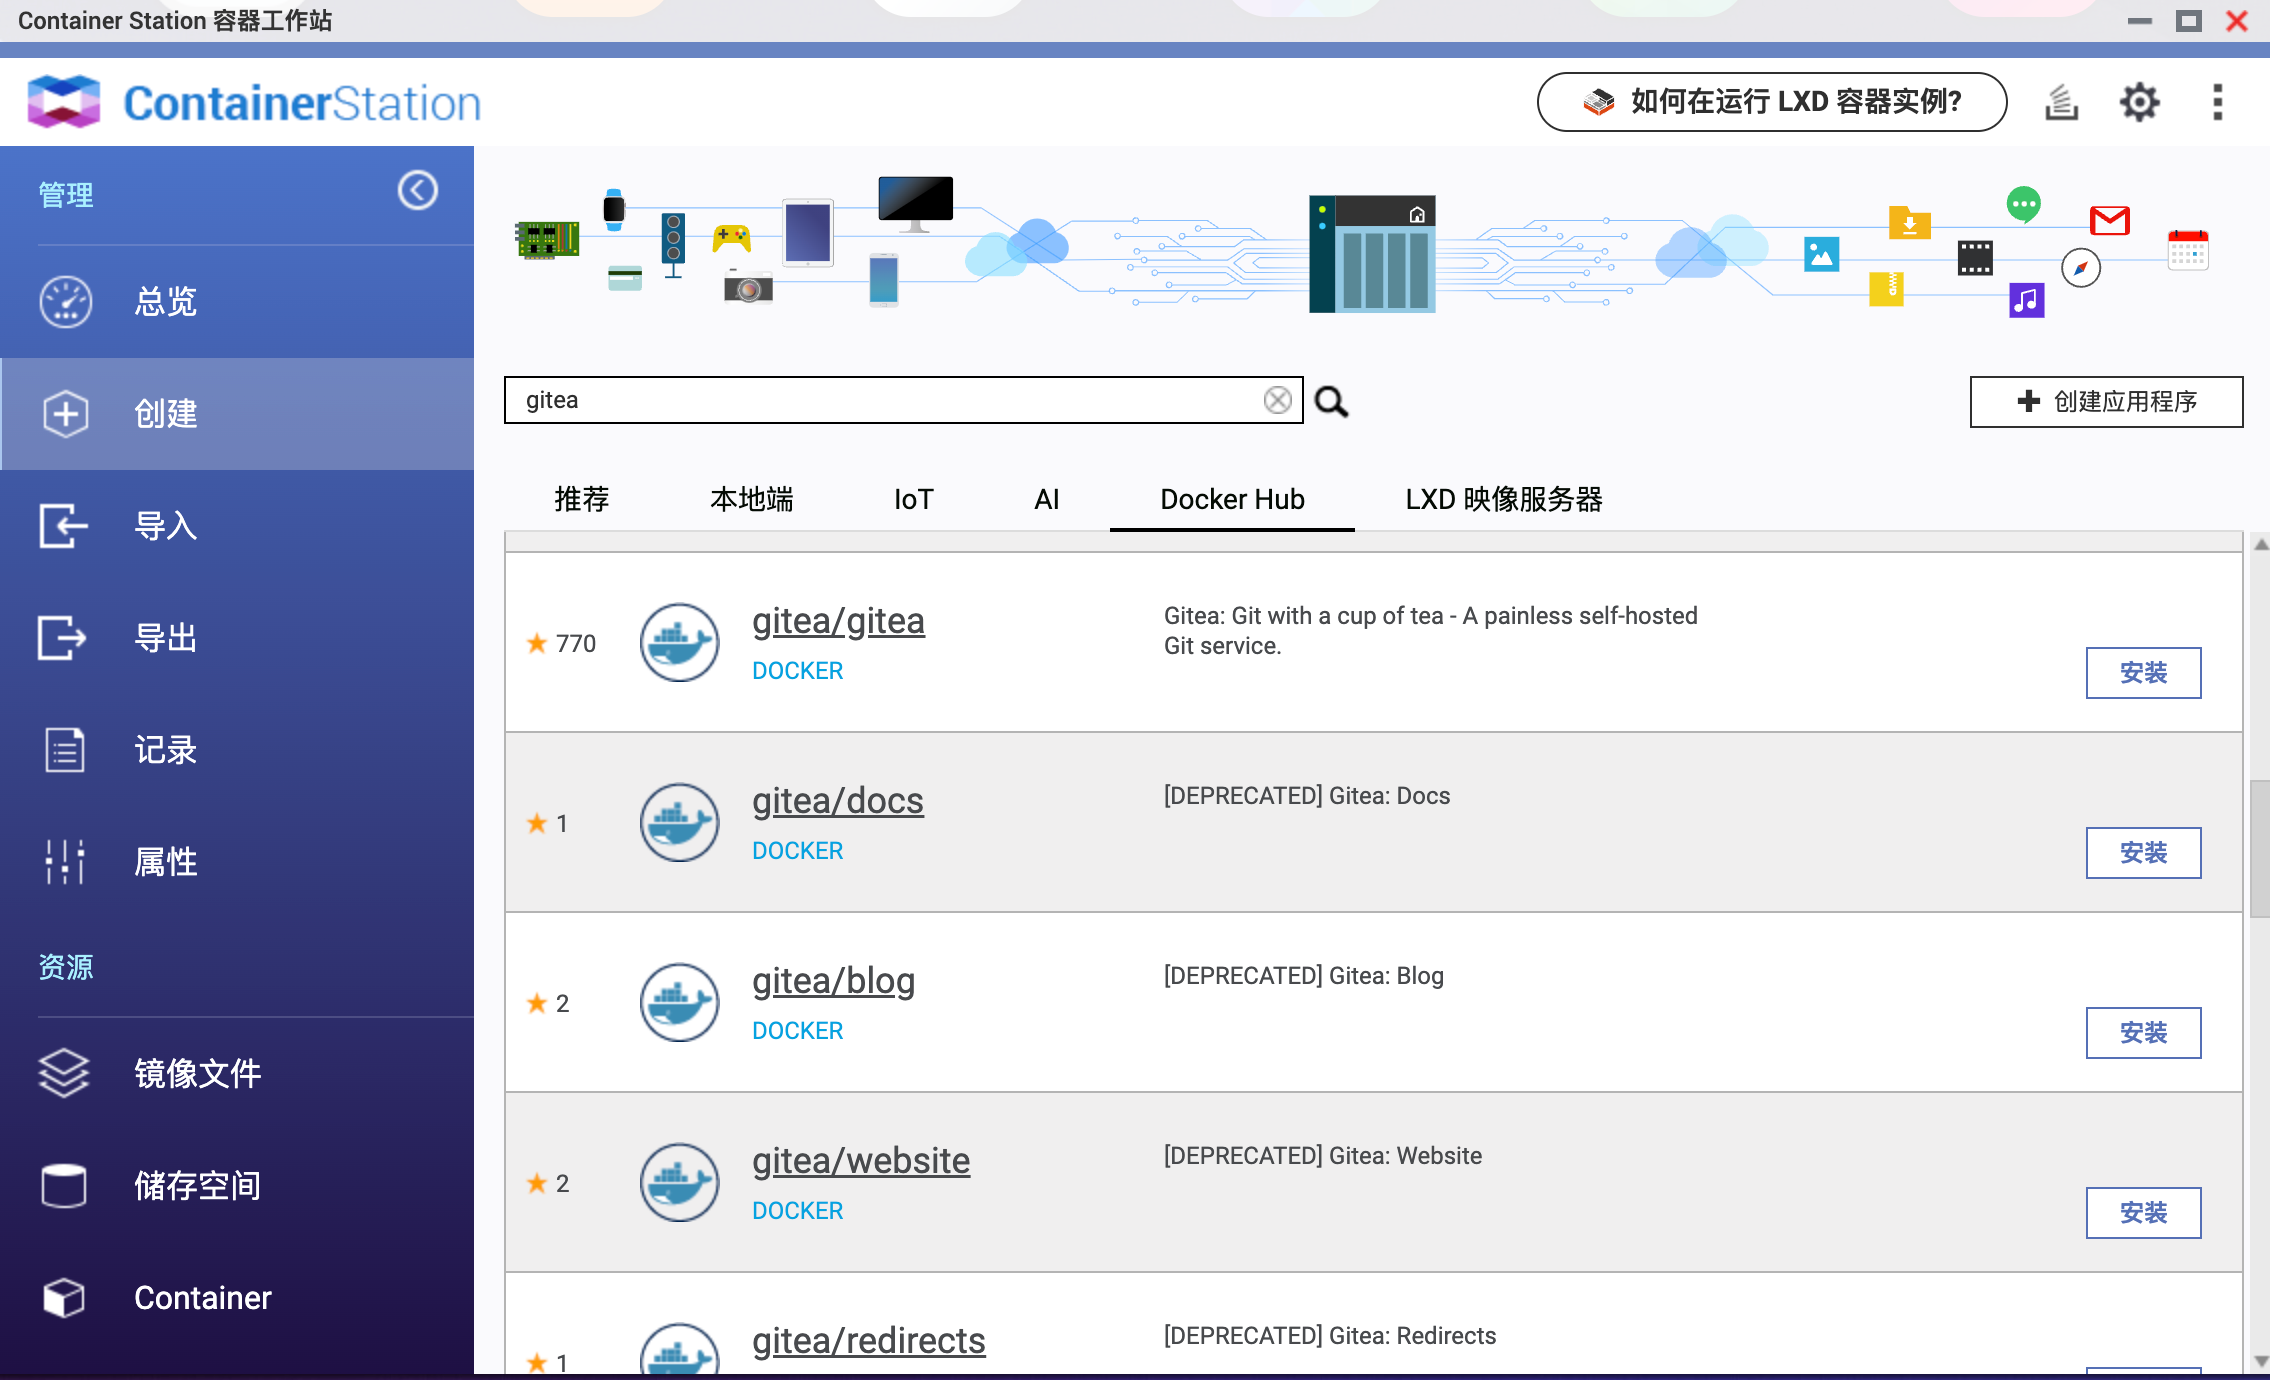 Container Station 容器工作站
ContainerStation
如何在运行 LXD 容器实例?
管理
总览
创建
导入
导出
记录
属性
资源
镜像文件
储存空间
Container
gitea
创建应用程序
推荐 本地端 IoT AI Docker Hub LXD 映像服务器
770
gitea/gitea
DOCKER
Gitea: Git with a cup of tea - A painless self-hosted
Git service.
安装
1
gitea/docs
DOCKER
[DEPRECATED] Gitea: Docs
安装
2
gitea/blog
DOCKER
[DEPRECATED] Gitea: Blog
安装
2
gitea/website
DOCKER
[DEPRECATED] Gitea: Website
安装
1
gitea/redirects
[DEPRECATED] Gitea: Redirects